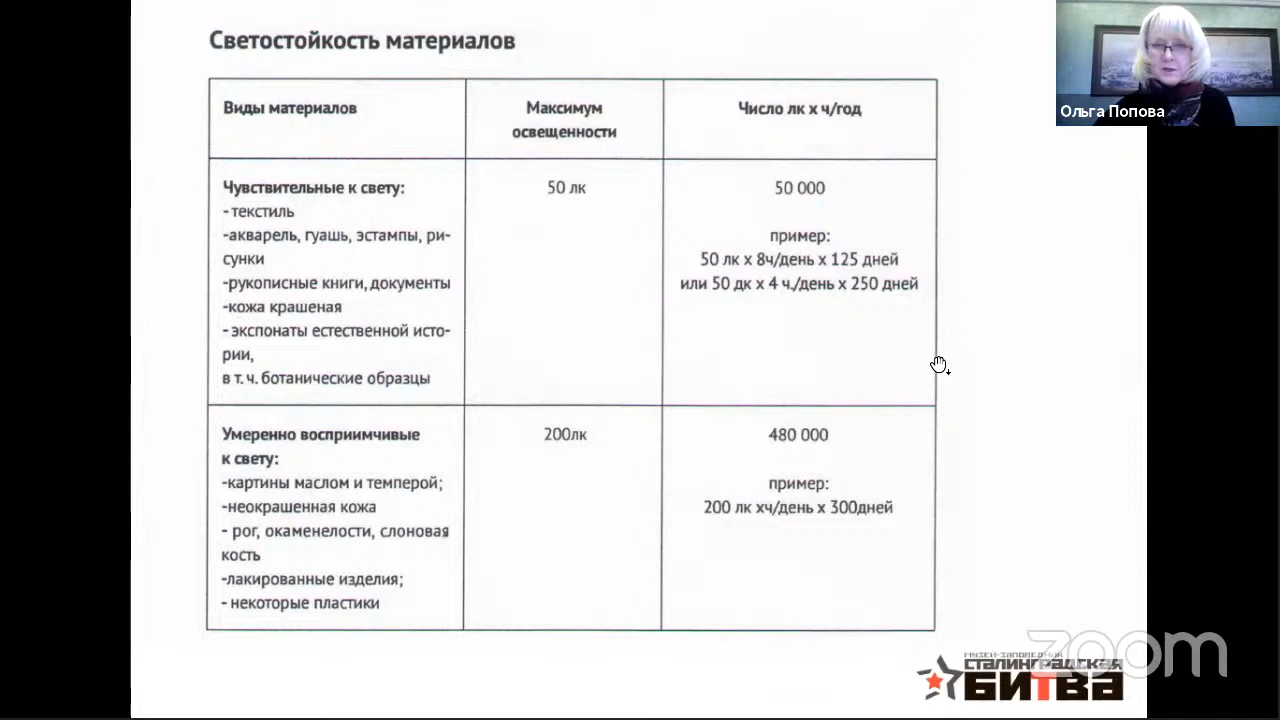 Светостойкость материалов
Виды материалов
Максимум
освещенности
Число лк х ч/год
Чувствительные к свету:
- текстиль
-акварель, гуашь, эстампы, ри-
сунки
-рукописные книги, документы
-кожа крашеная
- экспонаты естественной исто-
рии,
в т. ч. ботанические образцы
50 лк
50 000
пример:
50 лк х 8ч/день х 125 дней
или 50 дк х 4 ч./день х 250 дней
Умеренно восприимчивые
к свету:
-картины маслом и темперой;
-неокрашенная кожа
- рог, окаменелости, слоновая
кость
-лакированные изделия;
- некоторые пластики
200лк
480 000
пример:
200 лк хч/день х 300дней
Ольга Попова
zoom
МУЗЕЙ-ЗАПОВЕДНИК
СТАЛИНГРАДСКАЯ
БИТВА